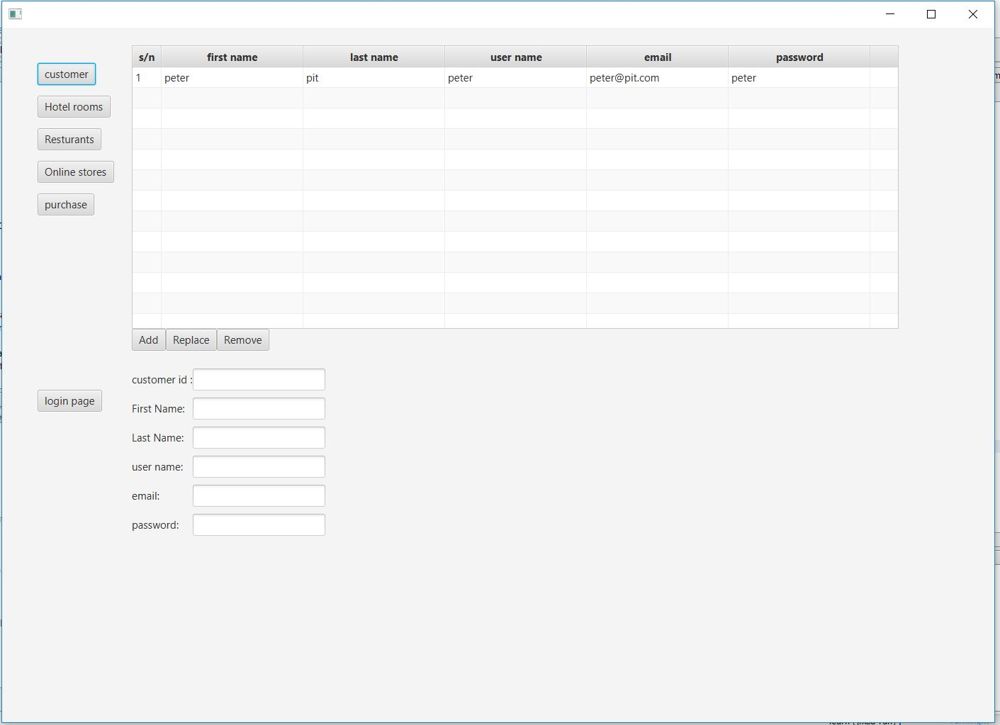 s/n first name last name user name email password
1 peter pit peter peter@pit.com peter
customer
Hotel rooms
Resturants
Online stores
purchase
Add Replace Remove
customer id :
First Name:
login page
Last Name:
user name:
email:
password: